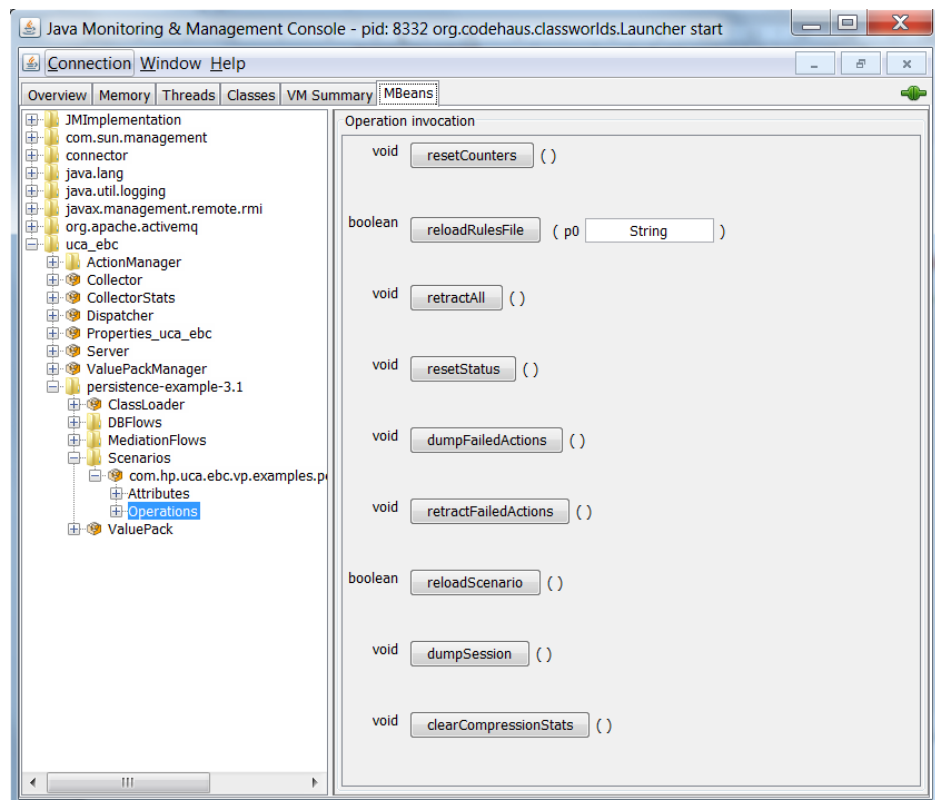 Java Monitoring & Management Console - pid: 8332 org.codehaus.classworlds.Launcher start
Connection Window Help
Overview Memory Threads Classes VM Summary MBeans
JMImplementation
com.sun.management
connector
java.lang
java.util.logging
javax.management.remote.rmi
org.apache.activemq
uca_ebc
ActionManager
Collector
CollectorStats
Dispatcher
Properties_uca_ebc
Server
ValuePackManager
persistence-example-3.1
ClassLoader
DBFlows
MediationFlows
Scenarios
com.hp.uca.ebc.vp.examples.pe
Attributes
Operations
ValuePack
Operation invocation
void resetCounters ( )
boolean reloadRulesFile ( p0 String )
void retractAll ( )
void resetStatus ( )
void dumpFailedActions ( )
void retractFailedActions ( )
boolean reloadScenario ( )
void dumpSession ( )
void clearCompressionStats ( )